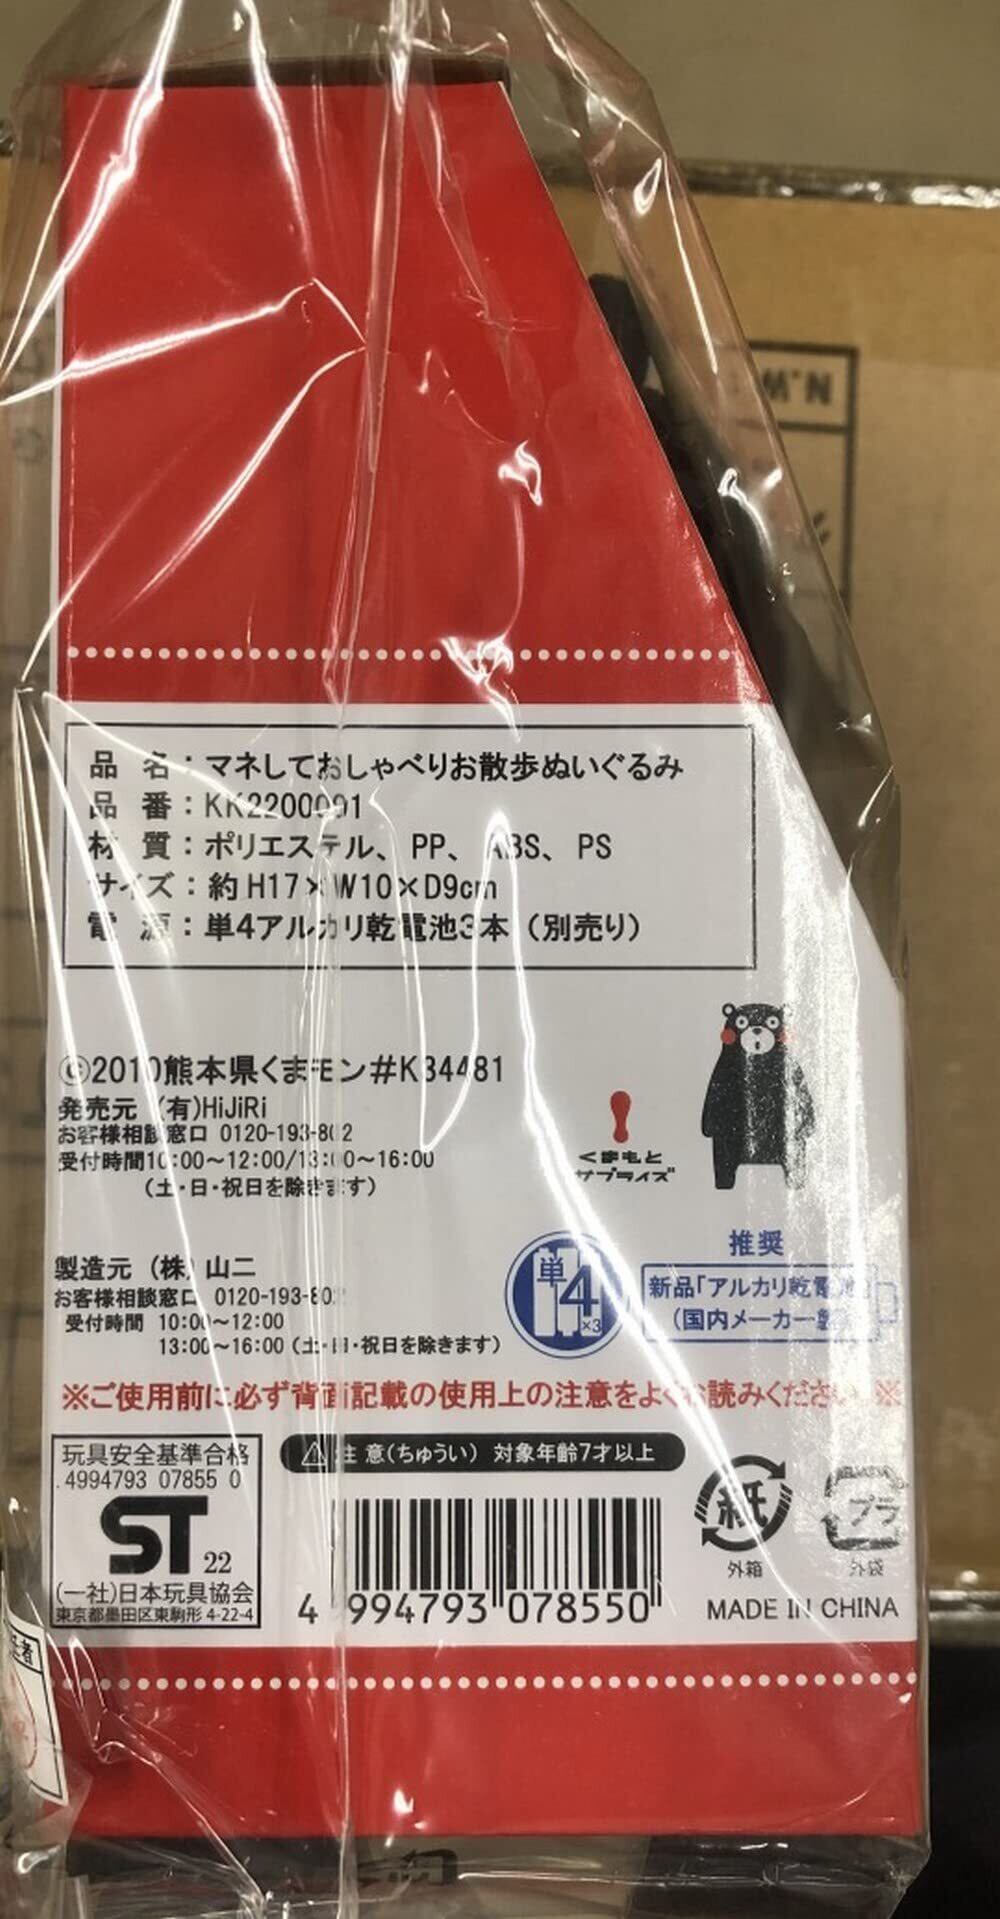 N.W
品名：マネしておしゃべりお散歩ぬいぐるみ
品番：KK2200091
材質：ポリエステル、PP、ABS、PS
サイズ：約H17×W10×D9cm
電源：単4アルカリ乾電池3本（別売り）
©2010熊本県くまモン#K34481
発売元 (有)HiJiRi
お客様相談窓口 0120-193-802
受付時間10:00～12:00/13:00～16:00
（土・日・祝日を除きます）
くまもと
サプライズ
製造元（株）山二
お客様相談窓口 0120-193-802
受付時間 10:00～12:00
13:00～16:00（土・日・祝日を除きます）
単4×3
推奨
新品「アルカリ乾電池」
（国内メーカー製）
※ご使用前に必ず背面記載の使用上の注意をよくお読みください ※
玩具安全基準合格
4994793 07855 0
ST 22
(一社)日本玩具協会
東京都墨田区東駒形 4-22-4
注意(ちゅうい) 対象年齢7才以上
4 994793 078550
紙
外箱
プラ
外袋
MADE IN CHINA